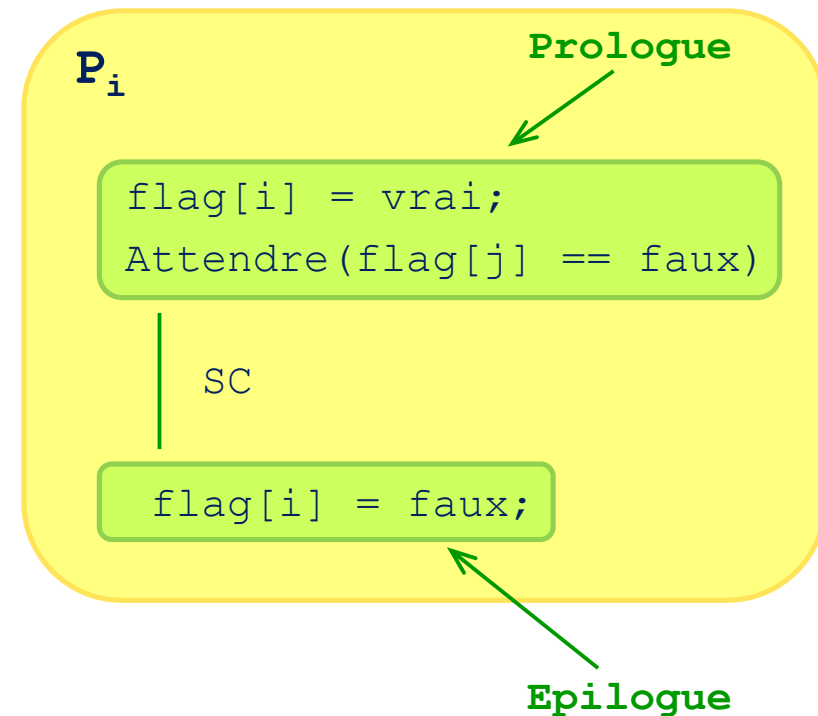 Prologue
Pi
flag[i] = vrai;
Attendre(flag[j] == faux)
SC
flag[i] = faux;
Epilogue